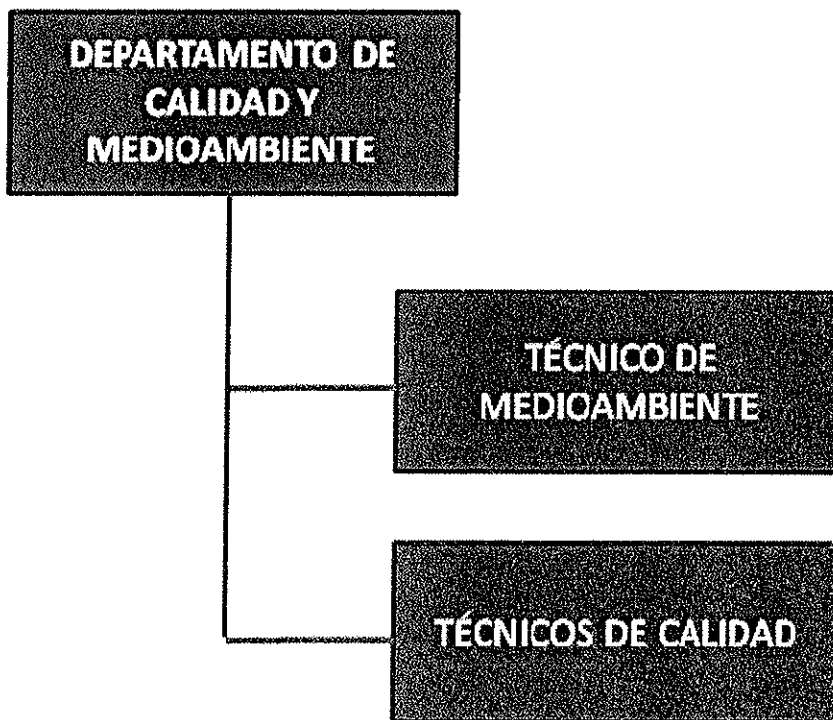 DEPARTAMENTO DE
CALIDAD Y
MEDIOAMBIENTE
TÉCNICO DE
MEDIOAMBIENTE
TÉCNICOS DE CALIDAD